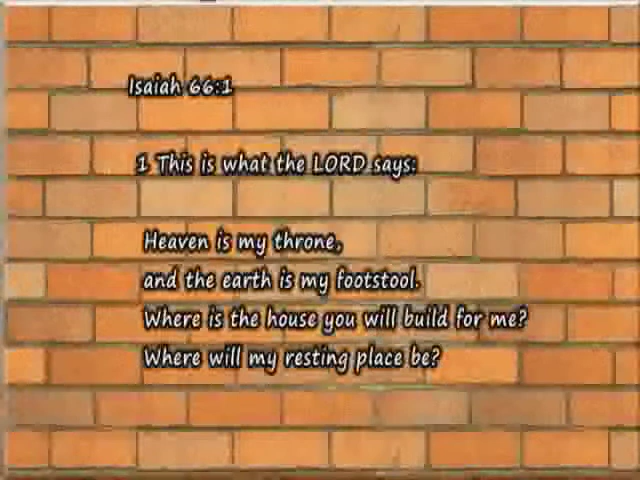 Isaiah 66:1
1 This is what the LORD says:
Heaven is my throne,
and the earth is my footstool.
Where is the house you will build for me?
Where will my resting place be?